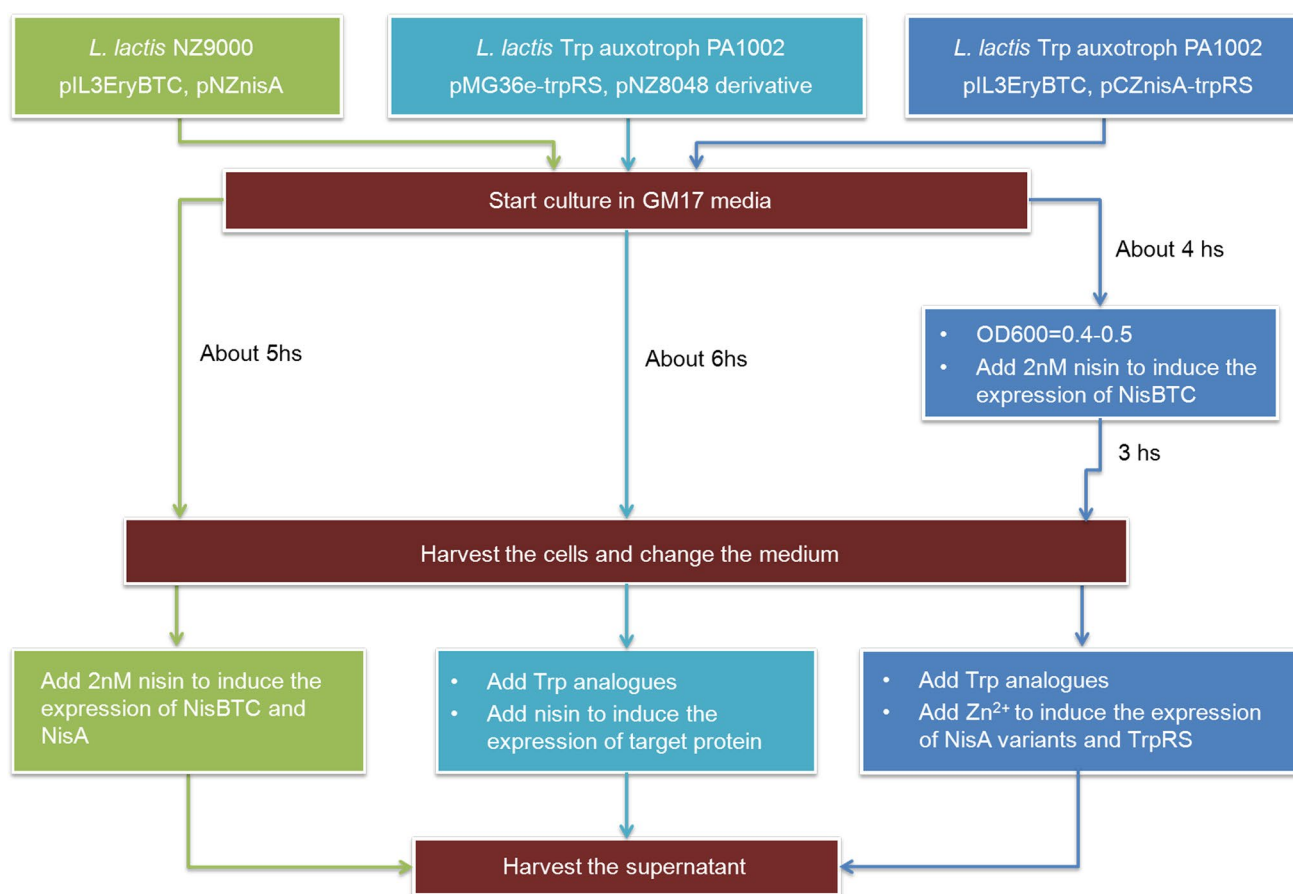 L. lactis NZ9000
pIL3EryBTC, pNZnisA
L. lactis Trp auxotroph PA1002
pMG36e-trpRS, pNZ8048 derivative
L. lactis Trp auxotroph PA1002
pIL3EryBTC, pCZnisA-trpRS
Start culture in GM17 media
About 4 hs
About 5hs
About 6hs
• OD600=0.4-0.5
• Add 2nM nisin to induce the
expression of NisBTC
3 hs
Harvest the cells and change the medium
Add 2nM nisin to induce the
expression of NisBTC and
NisA
• Add Trp analogues
• Add nisin to induce the
expression of target protein
• Add Trp analogues
• Add Zn²⁺ to induce the expression
of NisA variants and TrpRS
Harvest the supernatant